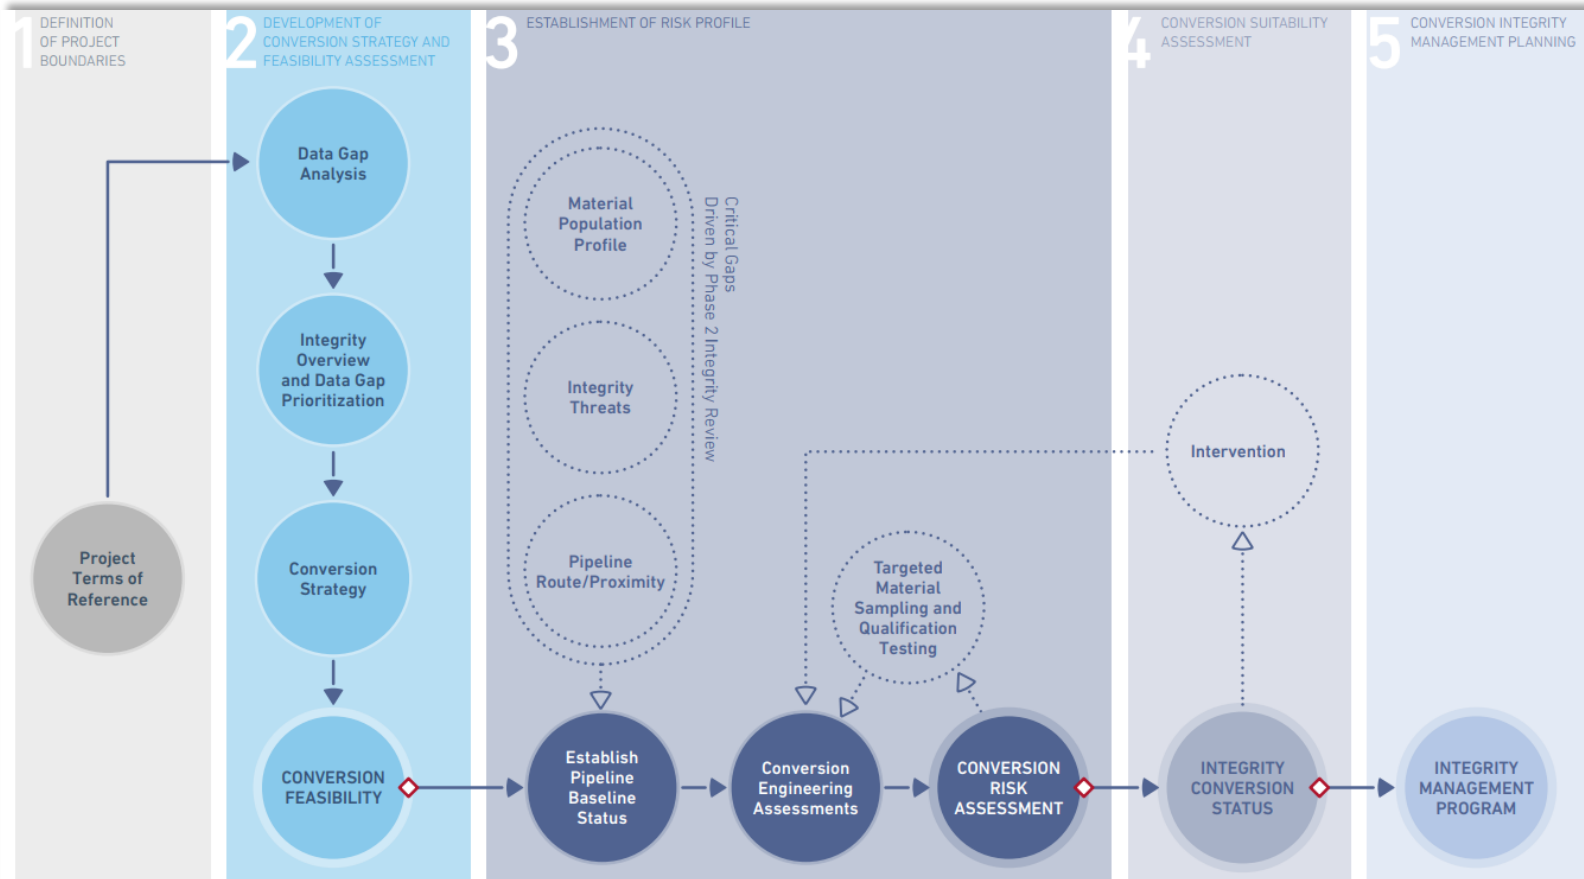 1
DEFINITION
OF PROJECT
BOUNDARIES
2
DEVELOPMENT OF
CONVERSION STRATEGY AND
FEASIBILITY ASSESSMENT
3
ESTABLISHMENT OF RISK PROFILE
4
CONVERSION SUITABILITY
ASSESSMENT
5
CONVERSION INTEGRITY
MANAGEMENT PLANNING
Project
Terms of
Reference
Data Gap
Analysis
Integrity
Overview
and Data Gap
Prioritization
Conversion
Strategy
CONVERSION
FEASIBILITY
Material
Population
Profile
Integrity
Threats
Pipeline
Route/Proximity
Critical Gaps
Driven by Phase 2 Integrity Review
Establish
Pipeline
Baseline
Status
Conversion
Engineering
Assessments
Targeted
Material
Sampling and
Qualification
Testing
CONVERSION
RISK
ASSESSMENT
Intervention
INTEGRITY
CONVERSION
STATUS
INTEGRITY
MANAGEMENT
PROGRAM